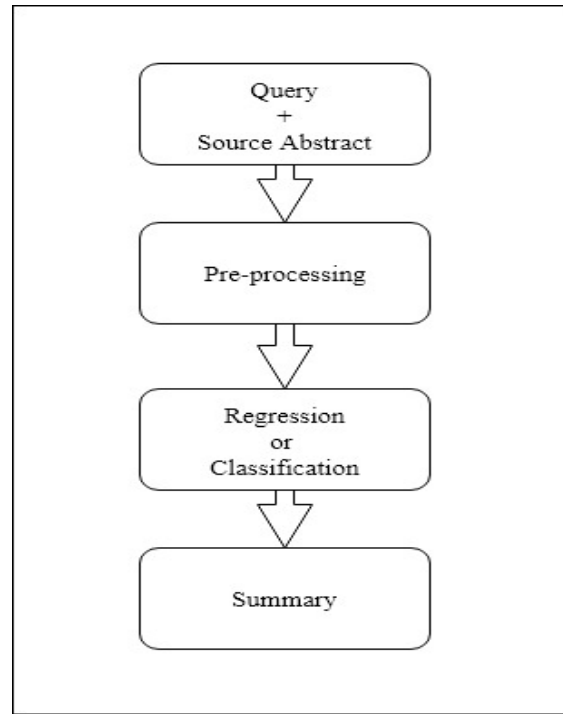 Query
+
Source Abstract
Pre-processing
Regression
or
Classification
Summary